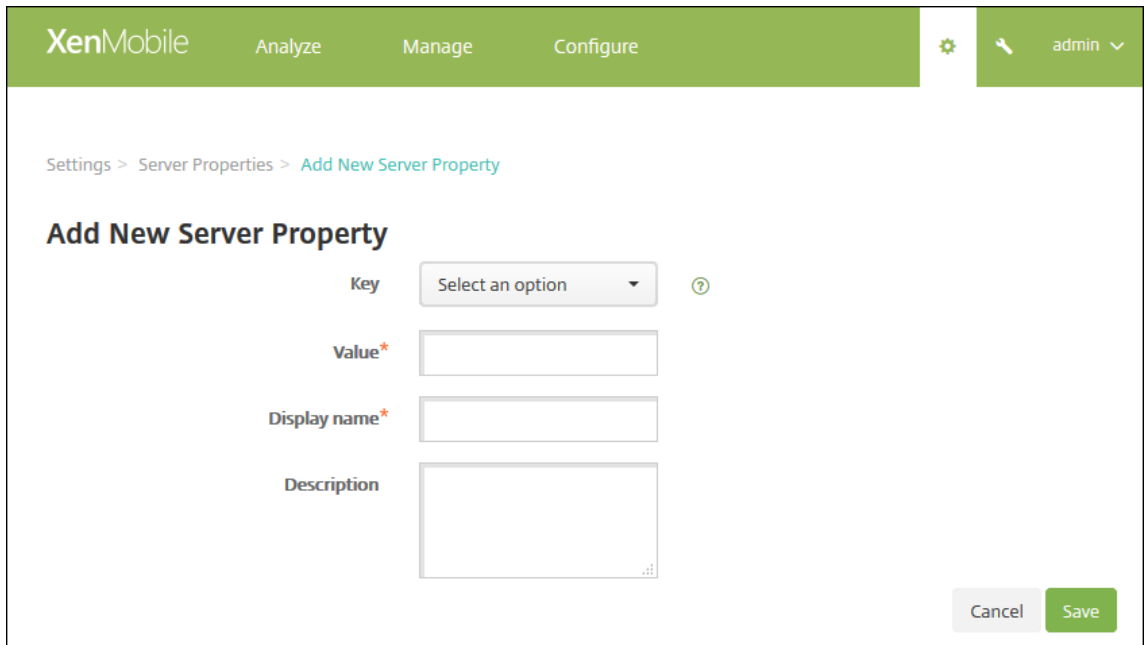 XenMobile Analyze Manage Configure admin
Settings > Server Properties > Add New Server Property
Add New Server Property
Key Select an option ?
Value*
Display name*
Description
Cancel Save